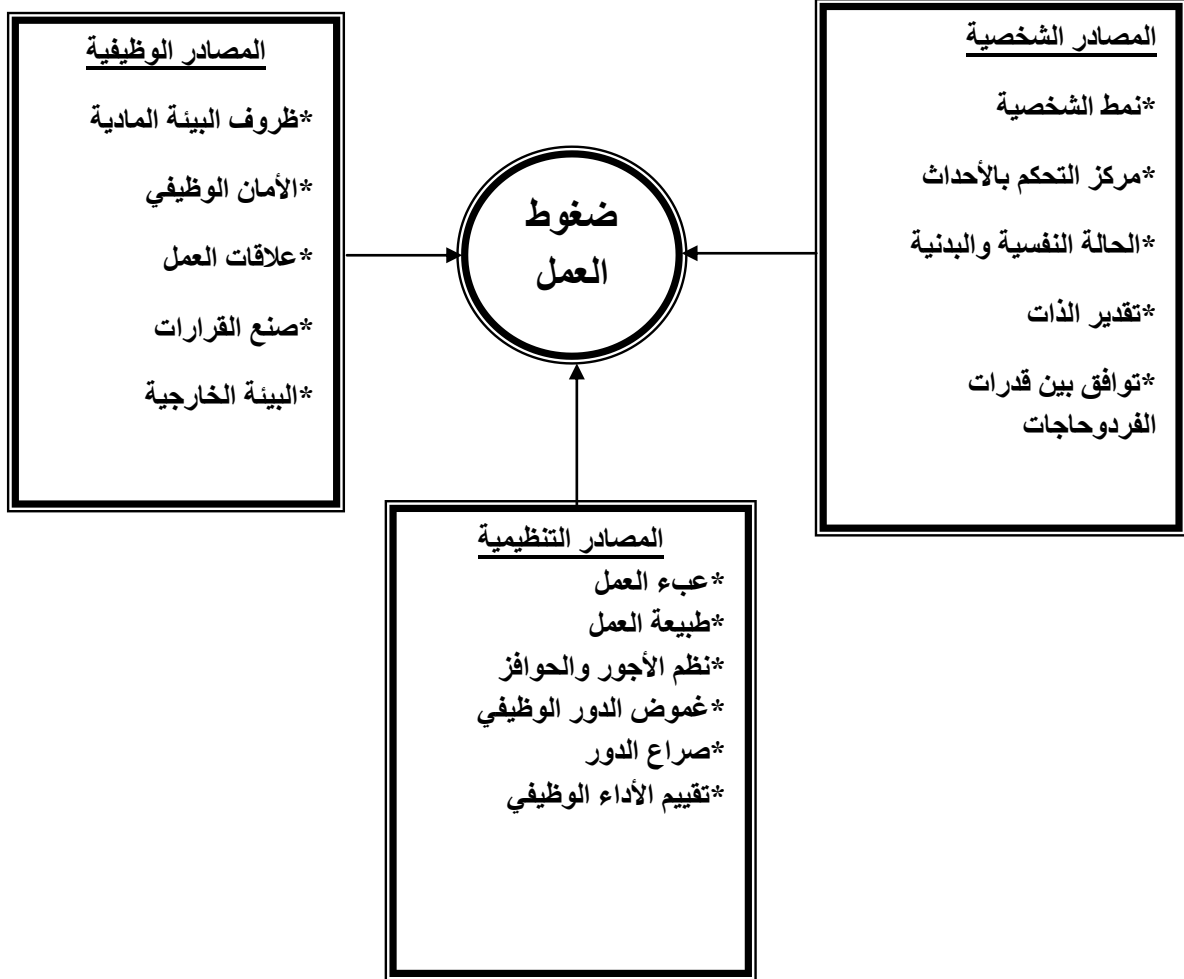 المصادر الشخصية
*نمط الشخصية
*مركز التحكم بالأحداث
*الحالة النفسية والبدنية
*تقدير الذات
*توافق بين قدرات
الفردوحاجات
ضغوط
العمل
المصادر الوظيفية
*ظروف البيئة المادية
*الأمان الوظيفي
*علاقات العمل
*صنع القرارات
*البيئة الخارجية
المصادر التنظيمية
*عبء العمل
*طبيعة العمل
*نظم الأجور والحوافز
*غموض الدور الوظيفي
*صراع الدور
*تقييم الأداء الوظيفي